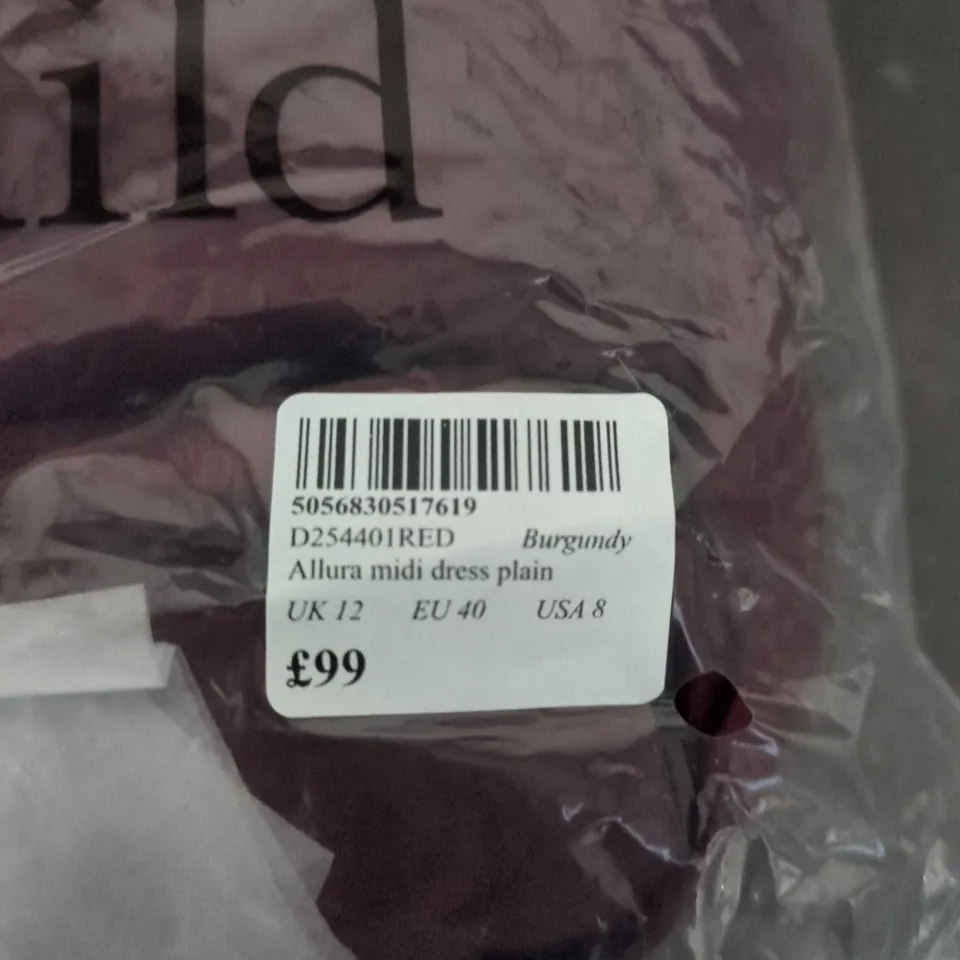 ild
5056830517619
D254401RED Burgundy
Allura midi dress plain
UK 12 EU 40 USA 8
£99